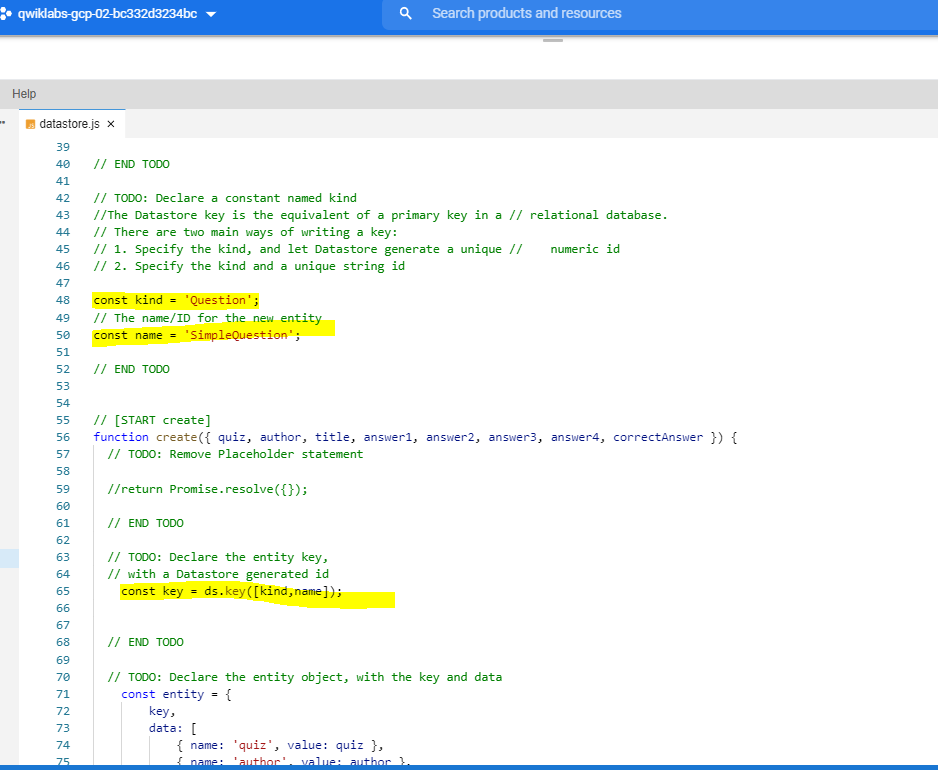 qwiklabs-gcp-02-bc332d3234bc
Search products and resources
Help
datastore.js ×
39
40 // END TODO
41
42 // TODO: Declare a constant named kind
43 //The Datastore key is the equivalent of a primary key in a // relational database.
44 // There are two main ways of writing a key:
45 // 1. Specify the kind, and let Datastore generate a unique //    numeric id
46 // 2. Specify the kind and a unique string id
47
48 const kind = 'Question';
49 // The name/ID for the new entity
50 const name = 'SimpleQuestion';
51
52 // END TODO
53
54
55 // [START create]
56 function create({ quiz, author, title, answer1, answer2, answer3, answer4, correctAnswer }) {
57   // TODO: Remove Placeholder statement
58
59   //return Promise.resolve({});
60
61   // END TODO
62
63   // TODO: Declare the entity key,
64   // with a Datastore generated id
65     const key = ds.key([kind,name]);
66
67
68   // END TODO
69
70   // TODO: Declare the entity object, with the key and data
71     const entity = {
72         key,
73         data: [
74             { name: 'quiz', value: quiz },
75             { name: 'author', value: author },